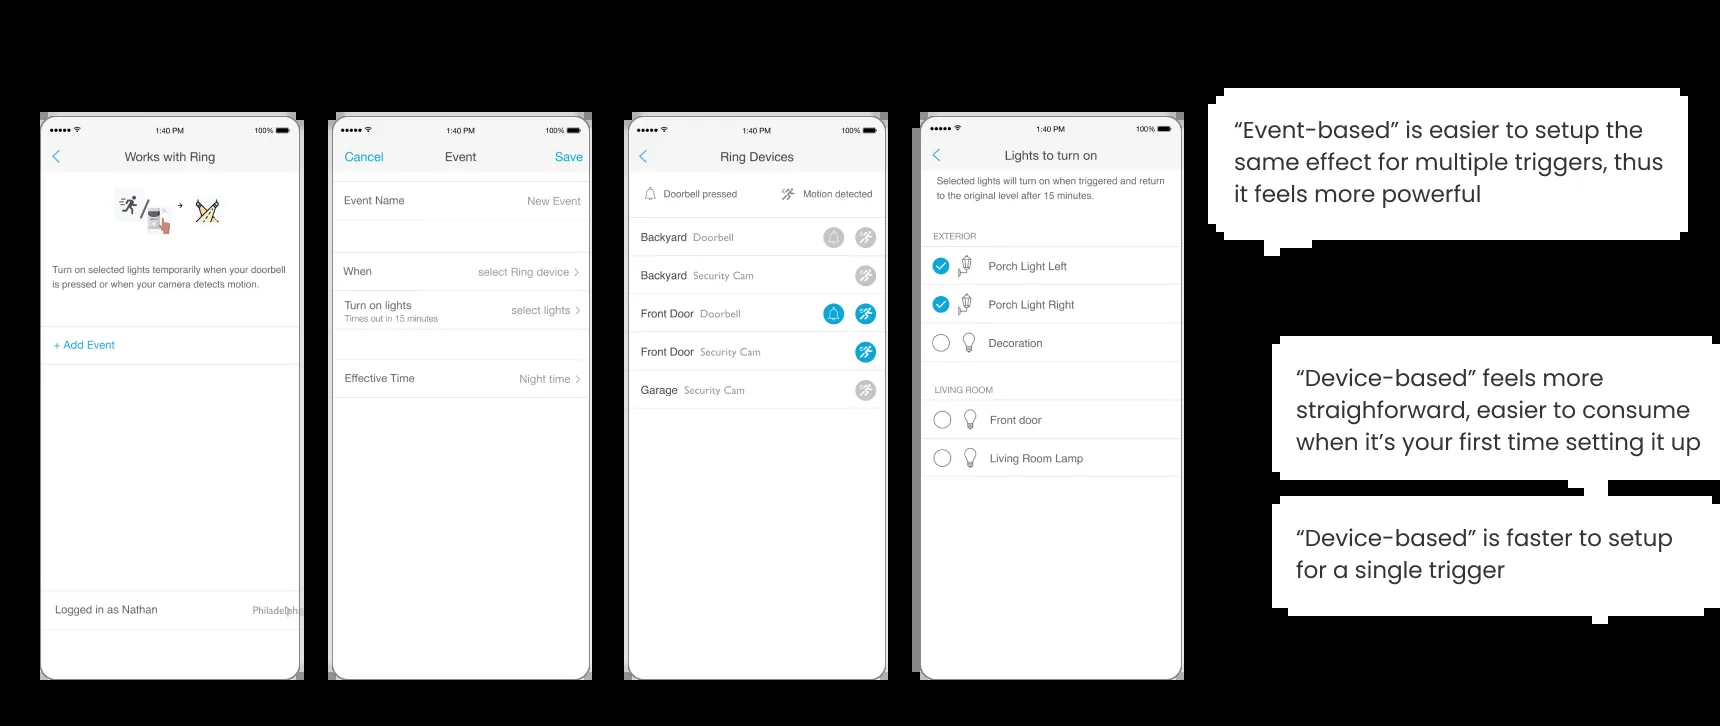 1:40 PM
100%
Works with Ring
Turn on selected lights temporarily when your doorbell
is pressed or when your camera detects motion.
+ Add Event
Logged in as Nathan
Philadelphi
1:40 PM
100%
Cancel
Event
Save
Event Name
New Event
When
select Ring device
Turn on lights
Times out in 15 minutes
select lights
Effective Time
Night time
1:40 PM
100%
Ring Devices
Doorbell pressed
Motion detected
Backyard Doorbell
Backyard Security Cam
Front Door Doorbell
Front Door Security Cam
Garage Security Cam
1:40 PM
100%
Lights to turn on
Selected lights will turn on when triggered and return
to the original level after 15 minutes.
EXTERIOR
Porch Light Left
Porch Light Right
Decoration
LIVING ROOM
Front door
Living Room Lamp
“Event-based” is easier to setup the
same effect for multiple triggers, thus
it feels more powerful
“Device-based” feels more
straighforward, easier to consume
when it’s your first time setting it up
“Device-based” is faster to setup
for a single trigger